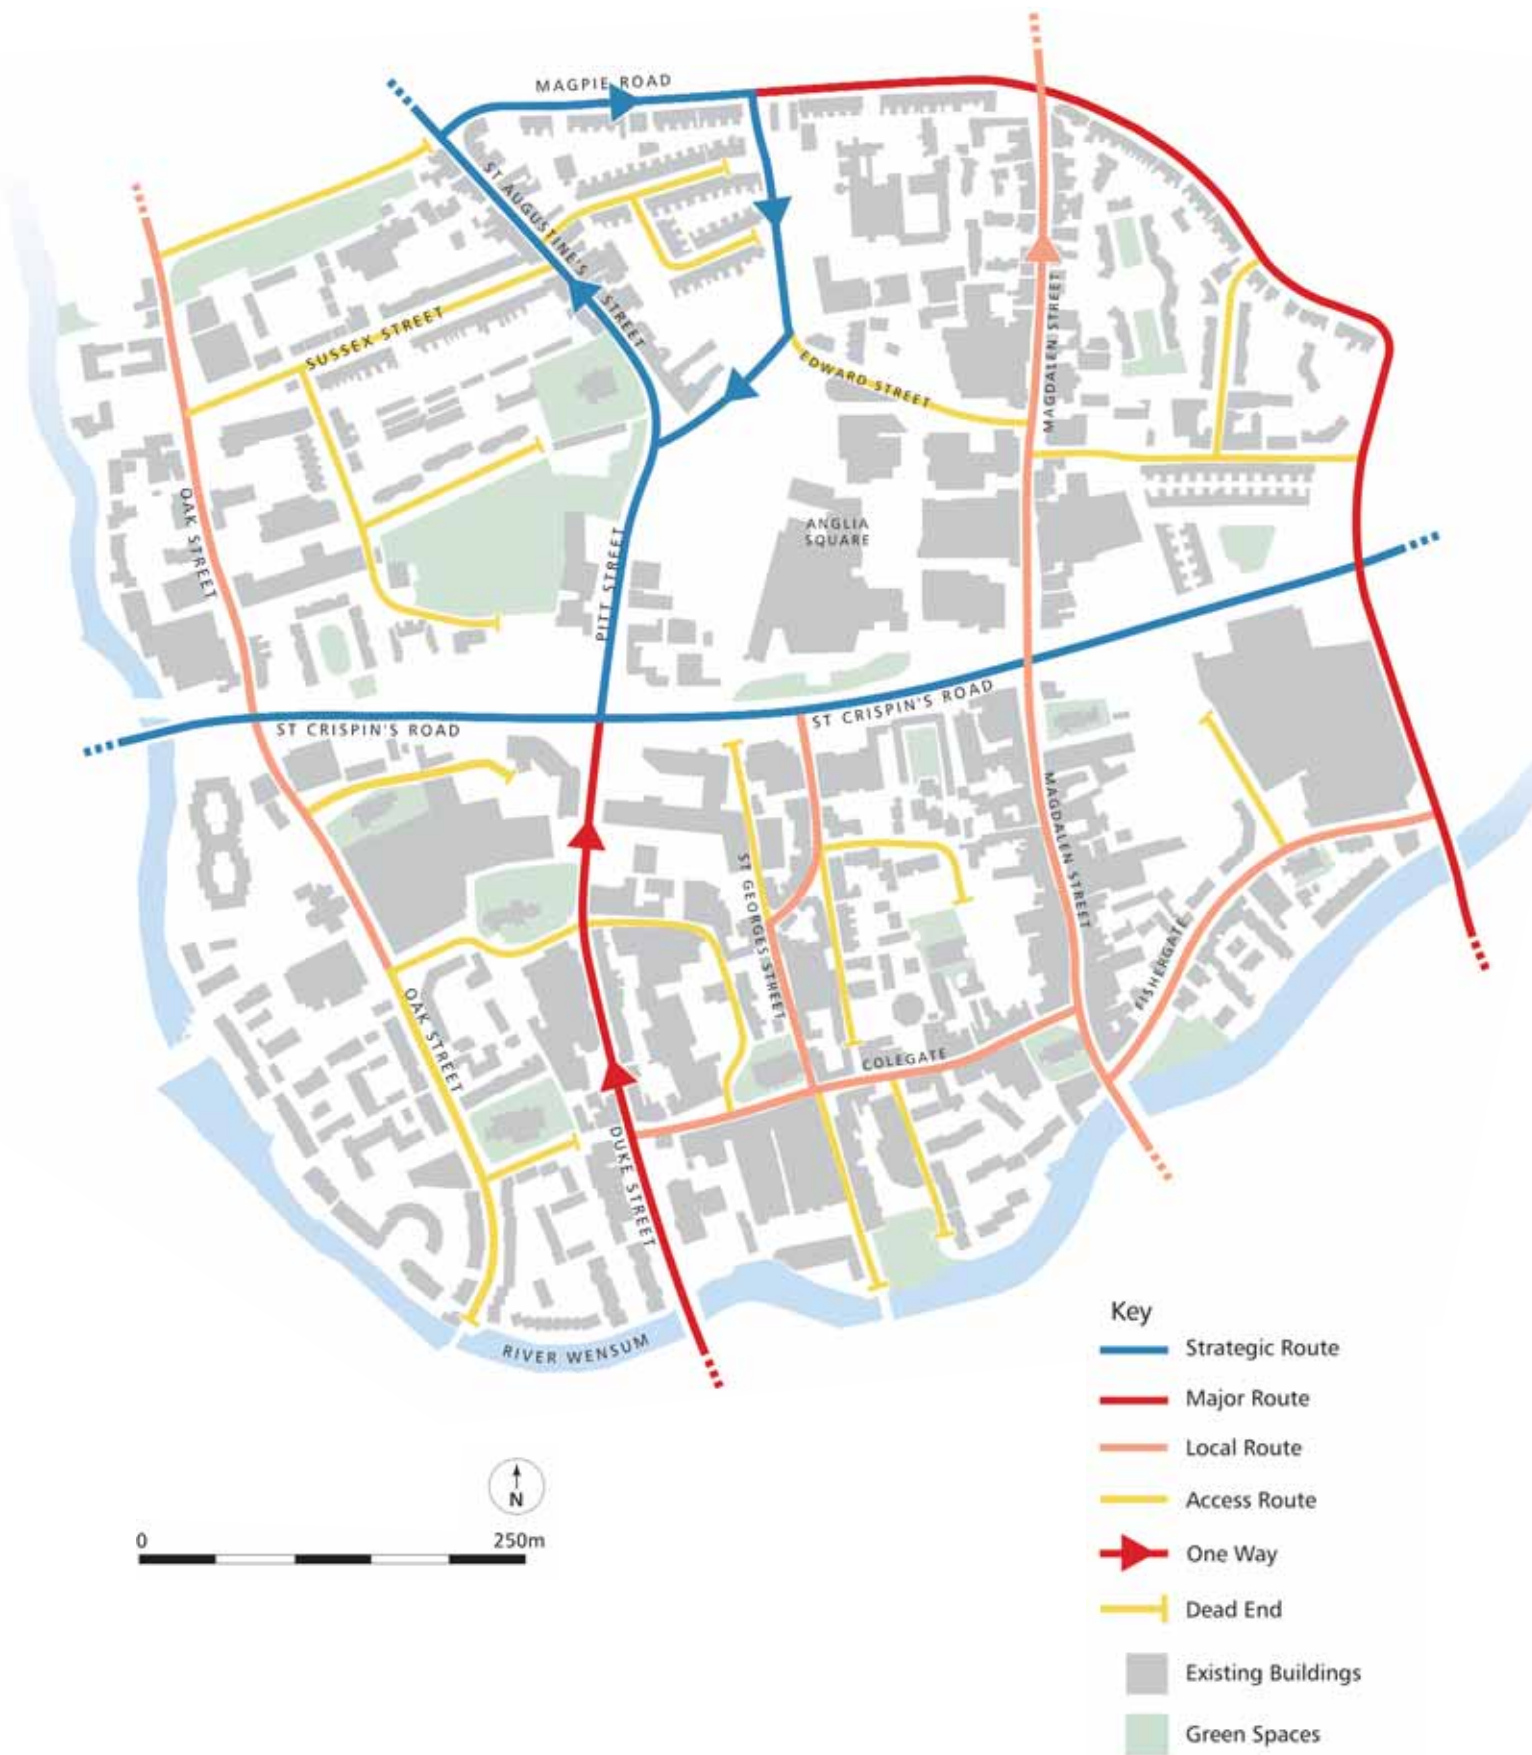 MAGPIE ROAD
ST AUGUSTINE'S STREET
SUSSEX STREET
EDWARD STREET
MAGDALEN STREET
OAK STREET
PITT STREET
ANGLIA
SQUARE
ST CRISPIN'S ROAD
ST CRISPIN'S ROAD
MAGDALEN STREET
ST GEORGES STREET
FISHERGATE
OAK STREET
COLEGATE
DUKE STREET
RIVER WENSUM
Key
Strategic Route
Major Route
Local Route
Access Route
One Way
Dead End
Existing Buildings
Green Spaces
N
0 250m